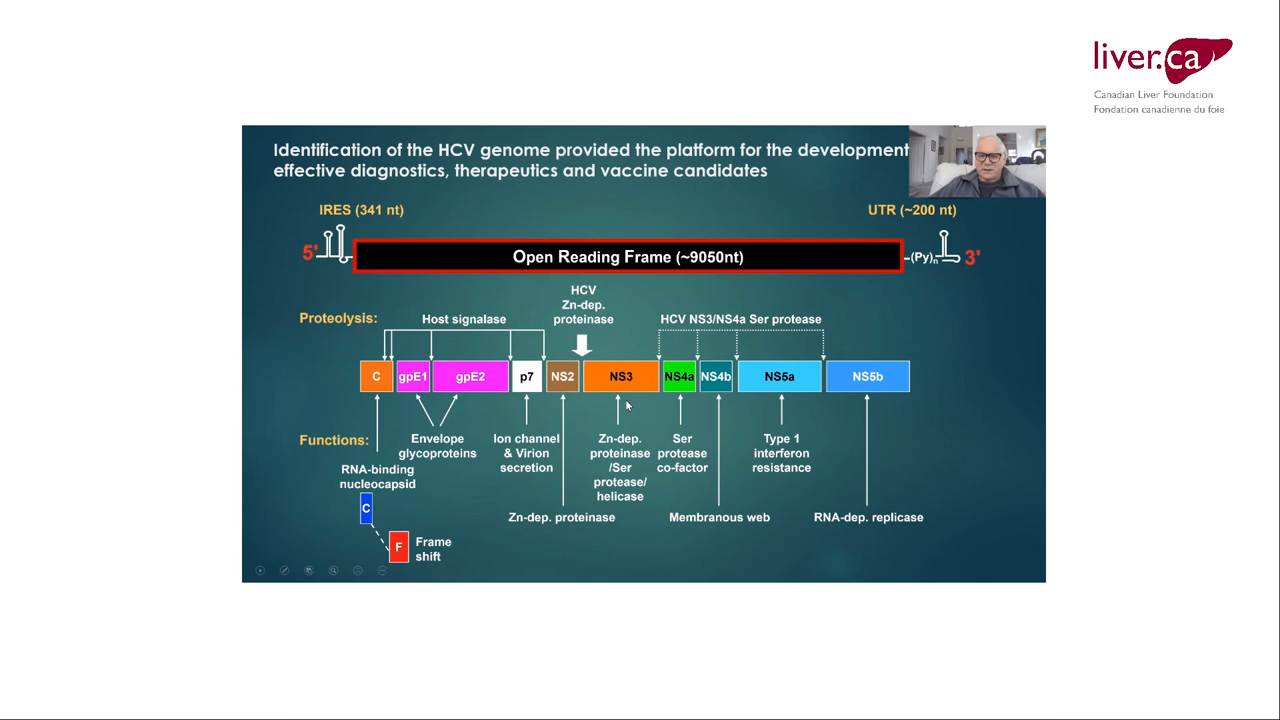 liver.ca
Canadian Liver Foundation
Fondation canadienne du foie
Identification of the HCV genome provided the platform for the development
effective diagnostics, therapeutics and vaccine candidates
IRES (341 nt)
UTR (~200 nt)
5'
Open Reading Frame (~9050nt)
(Py)n
3'
HCV
Zn-dep.
proteinase
Proteolysis:
Host signalase
HCV NS3/NS4a Ser protease
C
gpE1
gpE2
p7
NS2
NS3
NS4a
NS4b
NS5a
NS5b
Functions:
Envelope
glycoproteins
Ion channel
& Virion
secretion
Zn-dep.
proteinase
/Ser
protease/
helicase
Ser
protease
co-factor
Type 1
interferon
resistance
RNA-binding
nucleocapsid
Zn-dep. proteinase
Membranous web
RNA-dep. replicase
C
F
Frame
shift